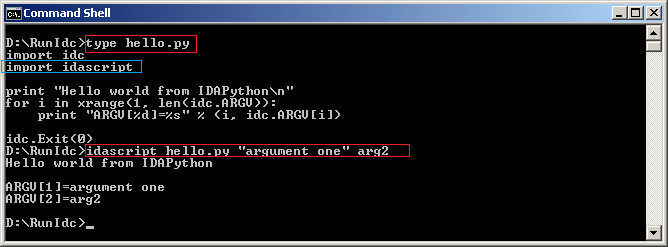 Command Shell
D:\RunIdc>type hello.py
import idc
import idascript
print "Hello world from IDAPython\n"
for i in xrange(1, len(idc.ARGV)):
    print "ARGV[%d]=%s" % (i, idc.ARGV[i])
idc.Exit(0)
D:\RunIdc>idascript hello.py "argument one" arg2
Hello world from IDAPython
ARGV[1]=argument one
ARGV[2]=arg2
D:\RunIdc>_